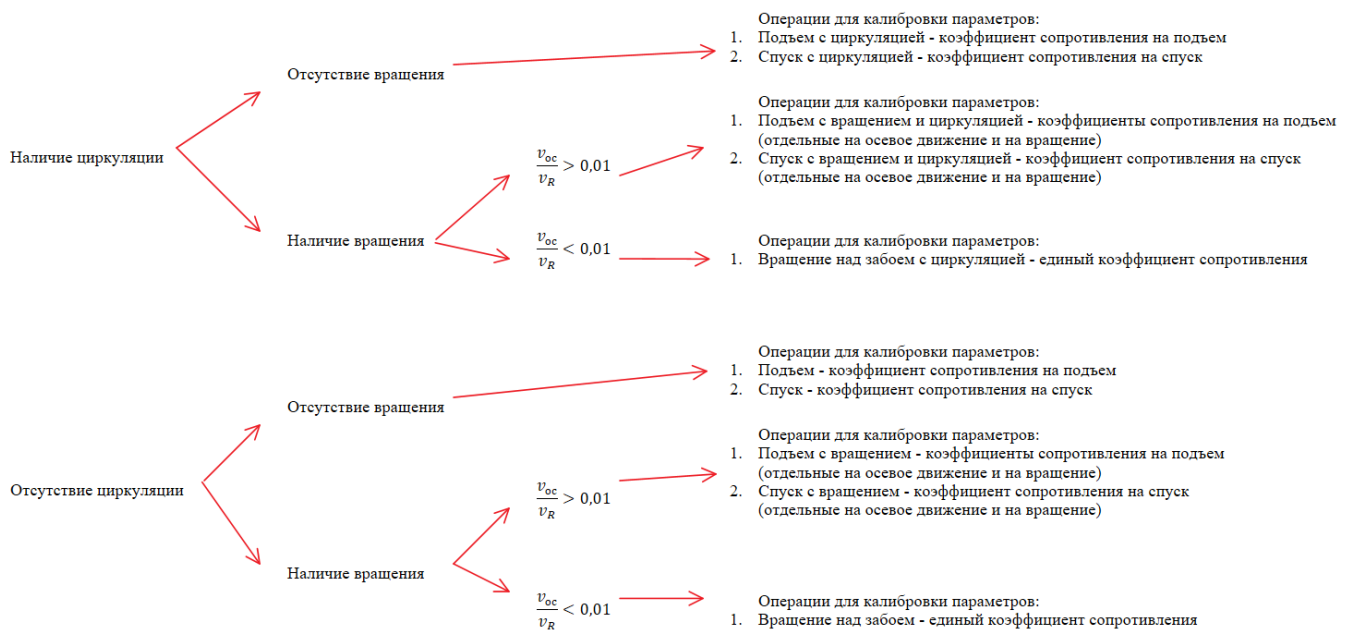 Операции для калибровки параметров:
1. Подъем с циркуляцией - коэффициент сопротивления на подъем
2. Спуск с циркуляцией - коэффициент сопротивления на спуск
Отсутствие вращения
Операции для калибровки параметров:
1. Подъем с вращением и циркуляцией - коэффициенты сопротивления на подъем
(отдельные на осевое движение и на вращение)
2. Спуск с вращением и циркуляцией - коэффициент сопротивления на спуск
(отдельные на осевое движение и на вращение)
Наличие циркуляции
v_ос / v_R > 0,01
Наличие вращения
v_ос / v_R < 0,01
Операции для калибровки параметров:
1. Вращение над забоем с циркуляцией - единый коэффициент сопротивления
Операции для калибровки параметров:
1. Подъем - коэффициент сопротивления на подъем
2. Спуск - коэффициент сопротивления на спуск
Отсутствие вращения
Операции для калибровки параметров:
1. Подъем с вращением - коэффициенты сопротивления на подъем
(отдельные на осевое движение и на вращение)
2. Спуск с вращением - коэффициент сопротивления на спуск
(отдельные на осевое движение и на вращение)
Отсутствие циркуляции
v_ос / v_R > 0,01
Наличие вращения
v_ос / v_R < 0,01
Операции для калибровки параметров:
1. Вращение над забоем - единый коэффициент сопротивления